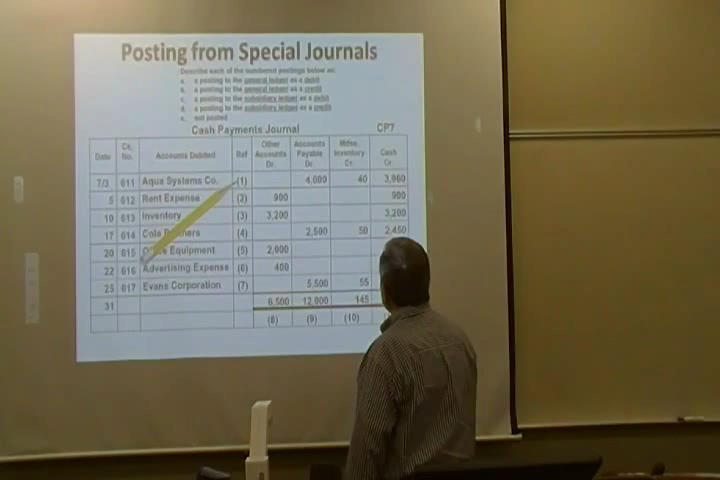 Posting from Special Journals
Describe each of the numbered postings below as:
a. a posting to the general ledger as a debit
b. a posting to the general ledger as a credit
c. a posting to the subsidiary ledger as a debit
d. a posting to the subsidiary ledger as a credit
e. not posted
Cash Payments Journal CP7
Date Ck. No. Accounts Debited Ref Other Accounts Dr. Accounts Payable Dr. Mdse. Inventory Cr. Cash Cr.
7/3 611 Aqua Systems Co. (1) 4,000 40 3,960
5 612 Rent Expense (2) 900 900
10 613 Inventory (3) 3,200 3,200
17 614 Cola (4) 2,500 50 2,450
20 615 Equipment (5) 2,000
22 616 Advertising Expense (6) 400
25 617 Evans Corporation (7) 5,500 55
31 6,500 12,000 145
(8) (9) (10)